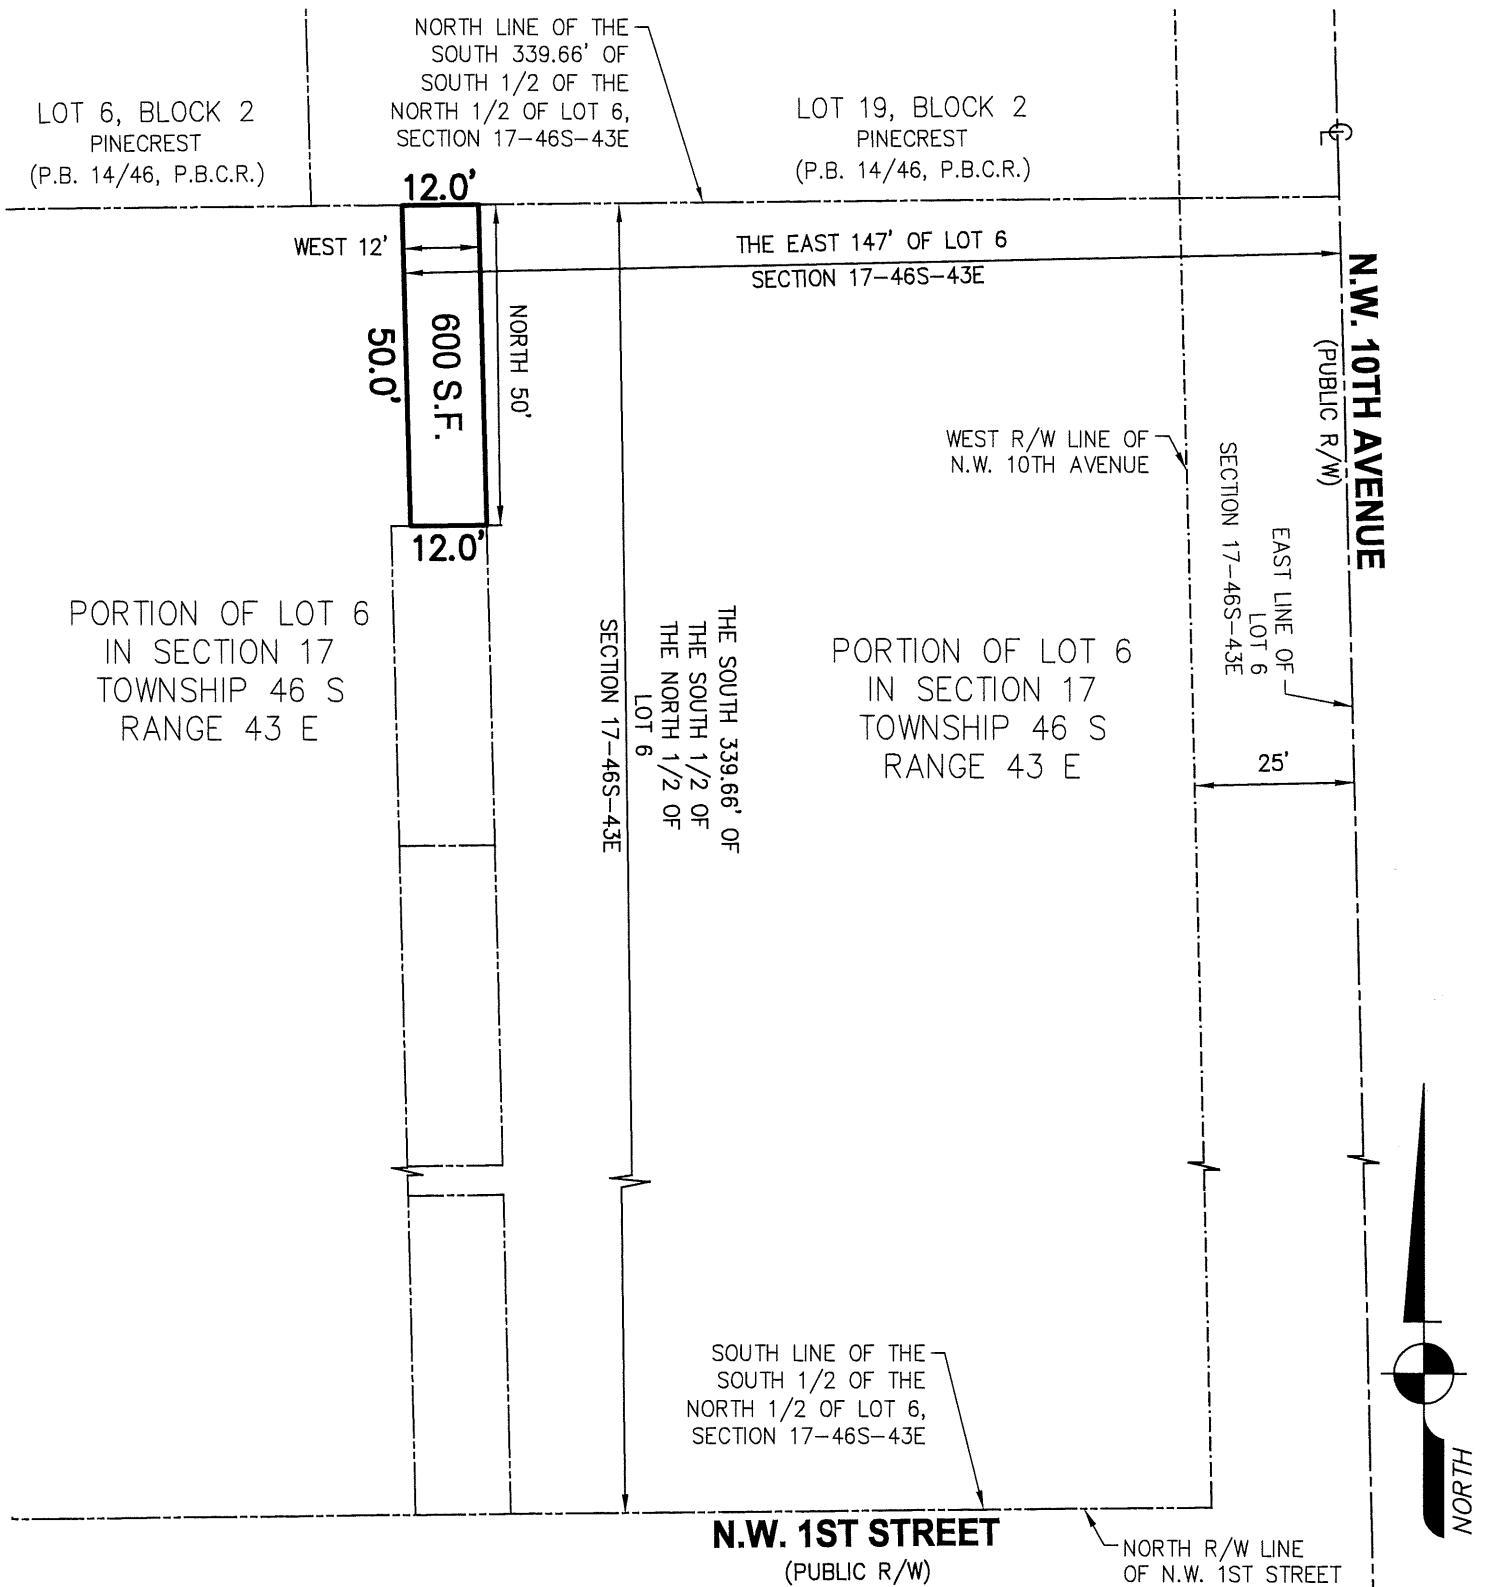 NORTH LINE OF THE
SOUTH 339.66' OF
SOUTH 1/2 OF THE
NORTH 1/2 OF LOT 6,
SECTION 17-46S-43E
LOT 6, BLOCK 2
PINECREST
(P.B. 14/46, P.B.C.R.)
LOT 19, BLOCK 2
PINECREST
(P.B. 14/46, P.B.C.R.)
CL
12.0'
WEST 12'
THE EAST 147' OF LOT 6
SECTION 17-46S-43E
50.0'
600 S.F.
NORTH 50'
12.0'
N.W. 10TH AVENUE
(PUBLIC R/W)
WEST R/W LINE OF
N.W. 10TH AVENUE
EAST LINE OF
LOT 6
SECTION 17-46S-43E
PORTION OF LOT 6
IN SECTION 17
TOWNSHIP 46 S
RANGE 43 E
THE SOUTH 339.66' OF
THE SOUTH 1/2 OF
THE NORTH 1/2 OF
LOT 6
SECTION 17-46S-43E
PORTION OF LOT 6
IN SECTION 17
TOWNSHIP 46 S
RANGE 43 E
25'
SOUTH LINE OF THE
SOUTH 1/2 OF THE
NORTH 1/2 OF LOT 6,
SECTION 17-46S-43E
N.W. 1ST STREET
(PUBLIC R/W)
NORTH R/W LINE
OF N.W. 1ST STREET
NORTH